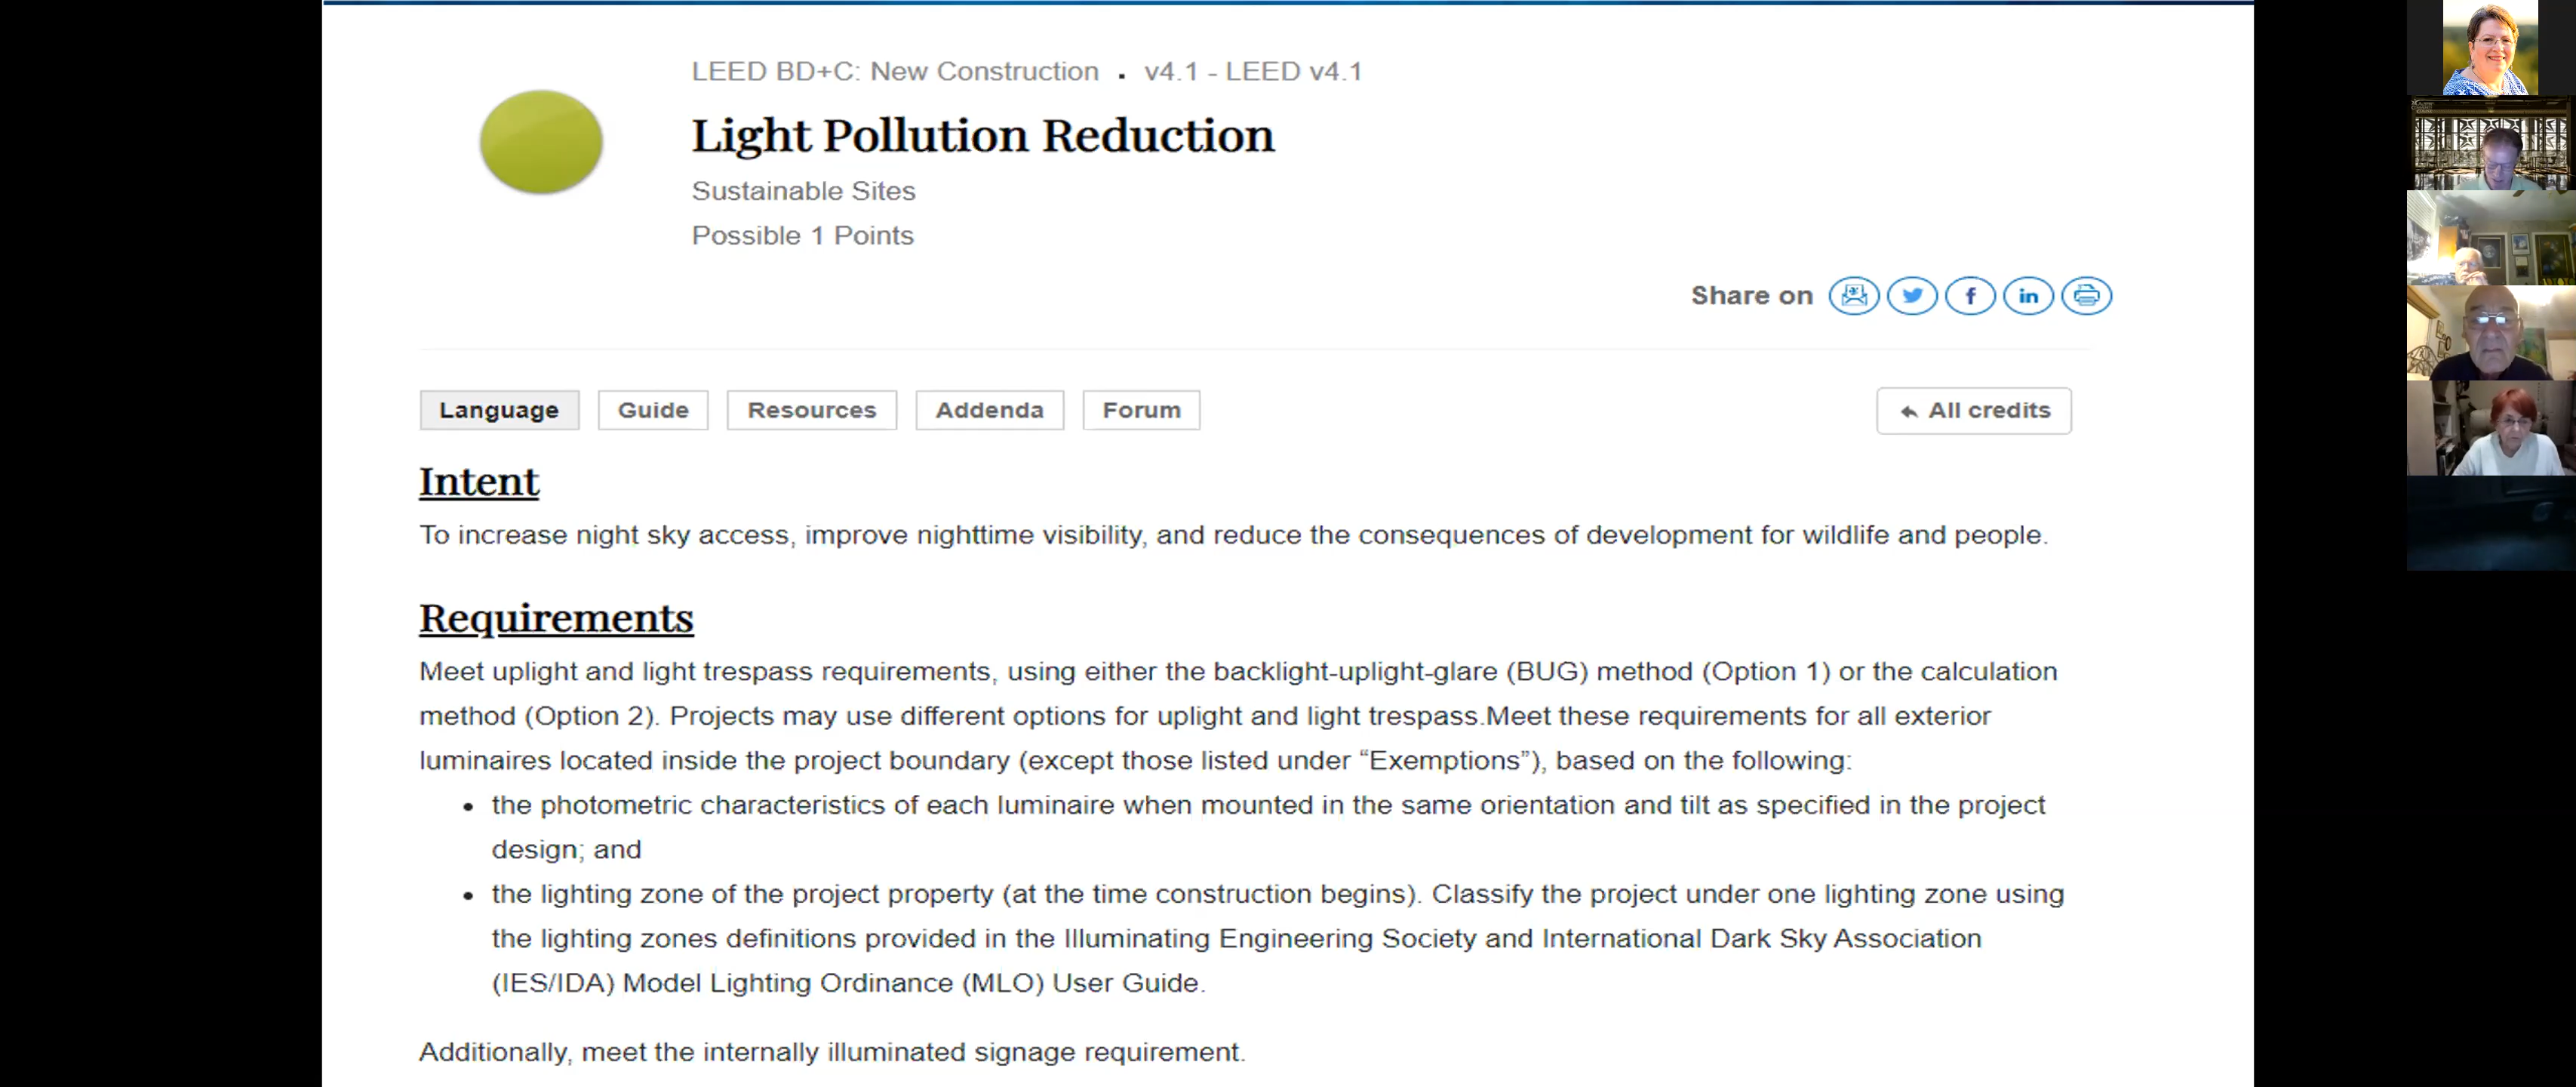 LEED BD+C: New Construction . v4.1 - LEED v4.1
Light Pollution Reduction
Sustainable Sites
Possible 1 Points
Share on
Language Guide Resources Addenda Forum All credits
Intent
To increase night sky access, improve nighttime visibility, and reduce the consequences of development for wildlife and people.
Requirements
Meet uplight and light trespass requirements, using either the backlight-uplight-glare (BUG) method (Option 1) or the calculation
method (Option 2). Projects may use different options for uplight and light trespass.Meet these requirements for all exterior
luminaires located inside the project boundary (except those listed under “Exemptions”), based on the following:
• the photometric characteristics of each luminaire when mounted in the same orientation and tilt as specified in the project
design; and
• the lighting zone of the project property (at the time construction begins). Classify the project under one lighting zone using
the lighting zones definitions provided in the Illuminating Engineering Society and International Dark Sky Association
(IES/IDA) Model Lighting Ordinance (MLO) User Guide.
Additionally, meet the internally illuminated signage requirement.